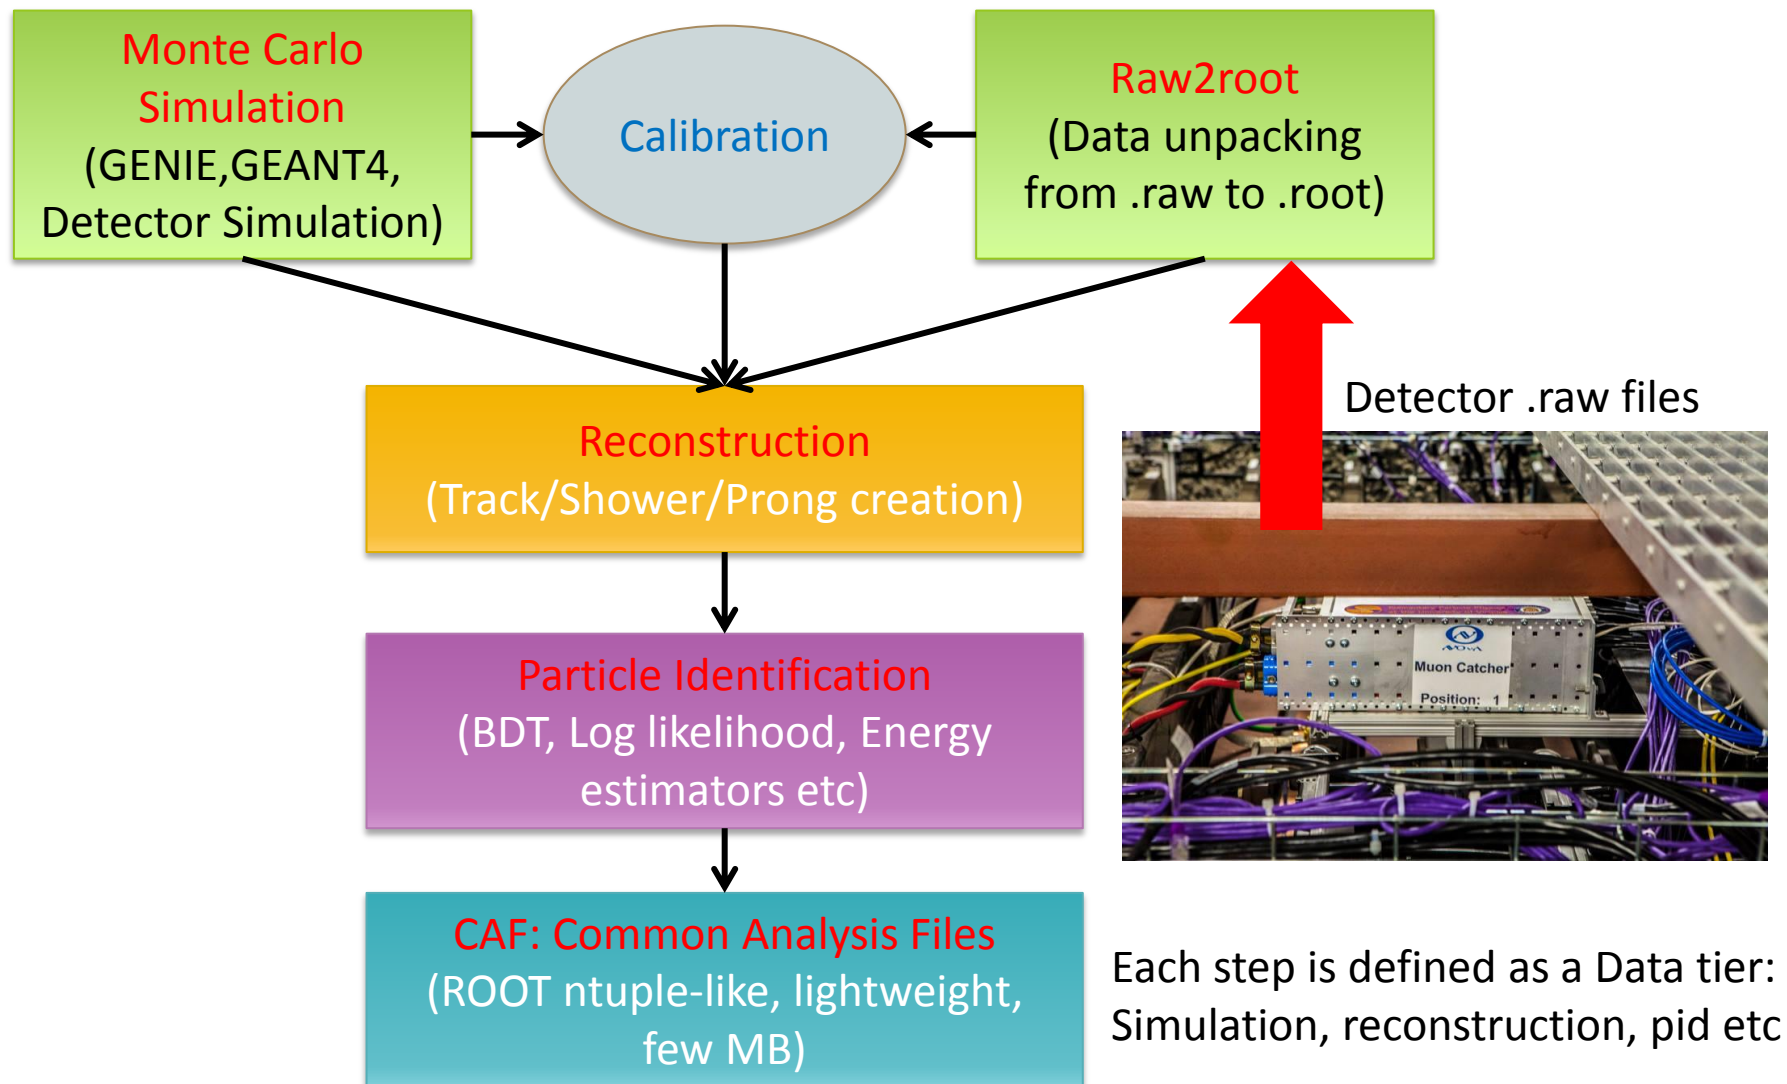 Monte Carlo
Simulation
(GENIE,GEANT4,
Detector Simulation)
Calibration
Raw2root
(Data unpacking
from .raw to .root)
Detector .raw files
Reconstruction
(Track/Shower/Prong creation)
NOvA
Muon Catcher
Position: 1
Particle Identification
(BDT, Log likelihood, Energy
estimators etc)
CAF: Common Analysis Files
(ROOT ntuple-like, lightweight,
few MB)
Each step is defined as a Data tier:
Simulation, reconstruction, pid etc